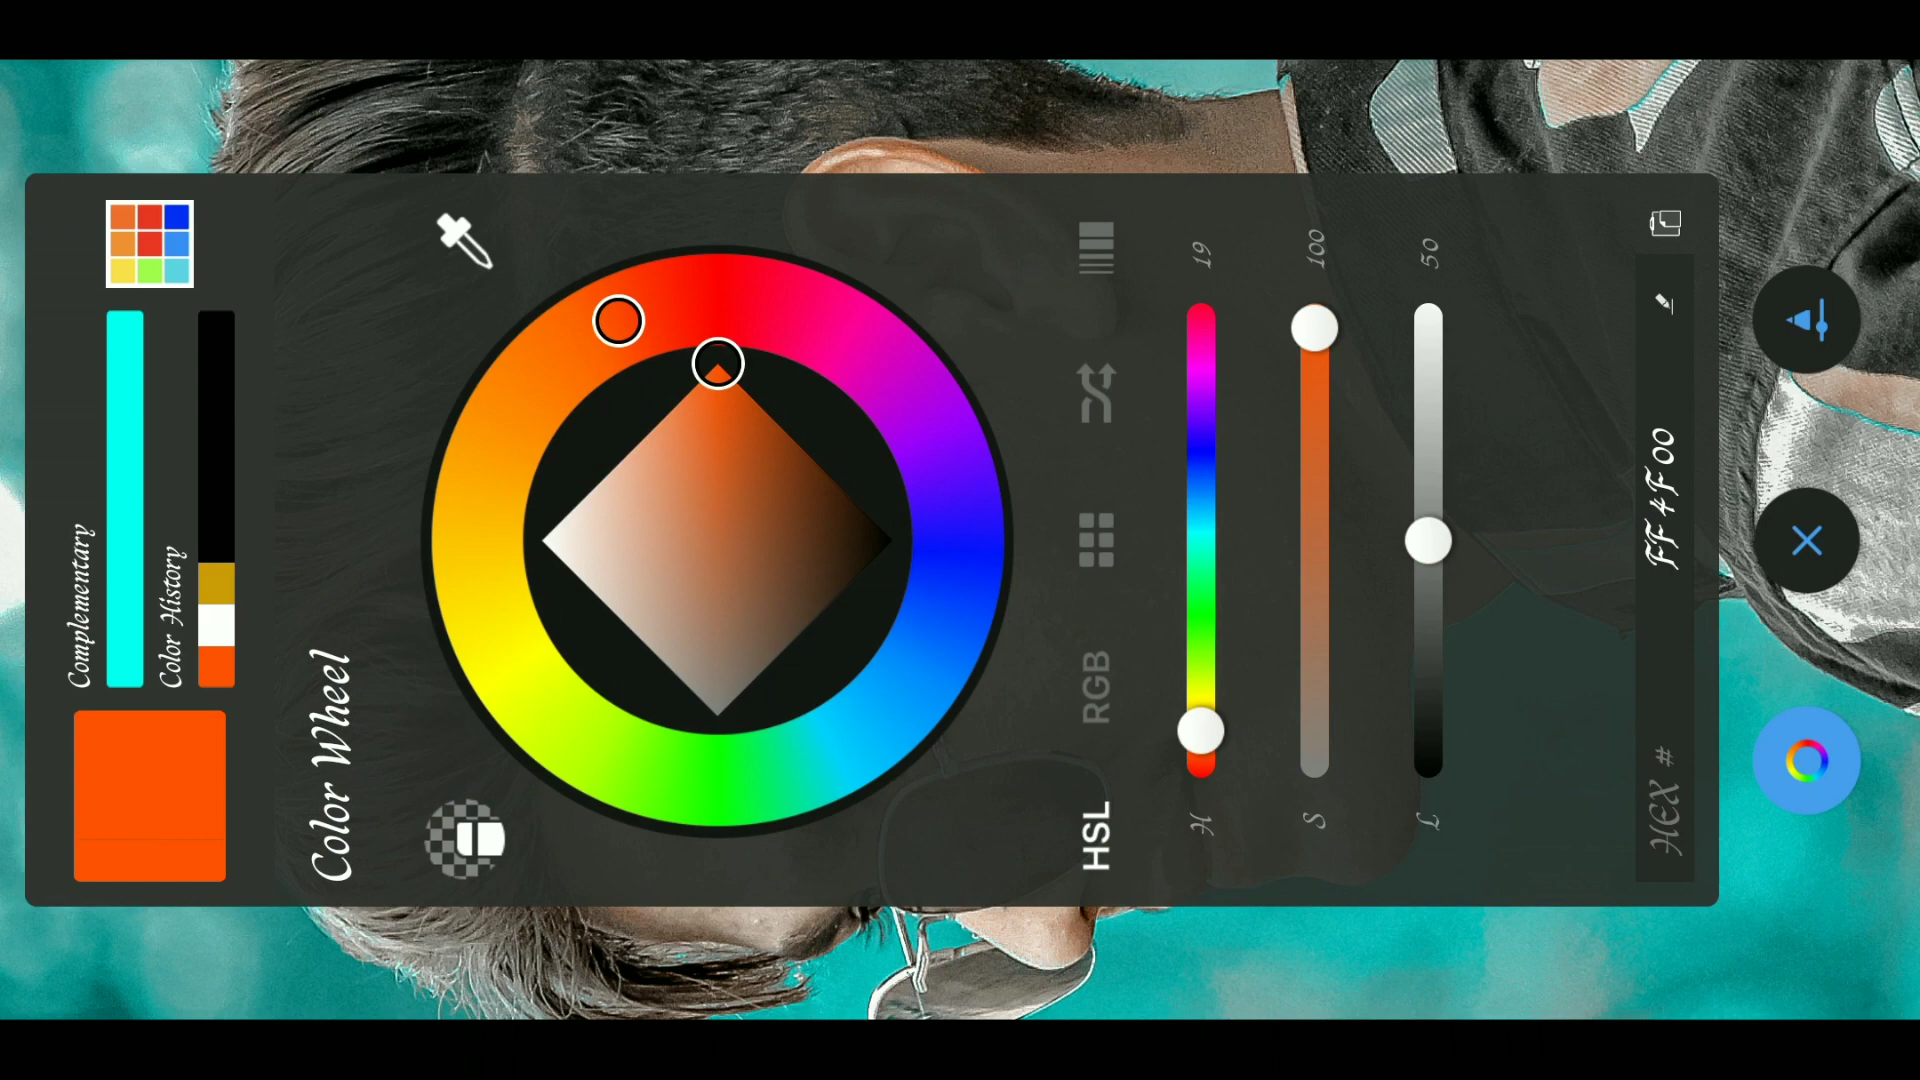 Complementary
Color History
Color Wheel
HSL
RGB
H 19
S 100
L 50
HEX # FF4F00